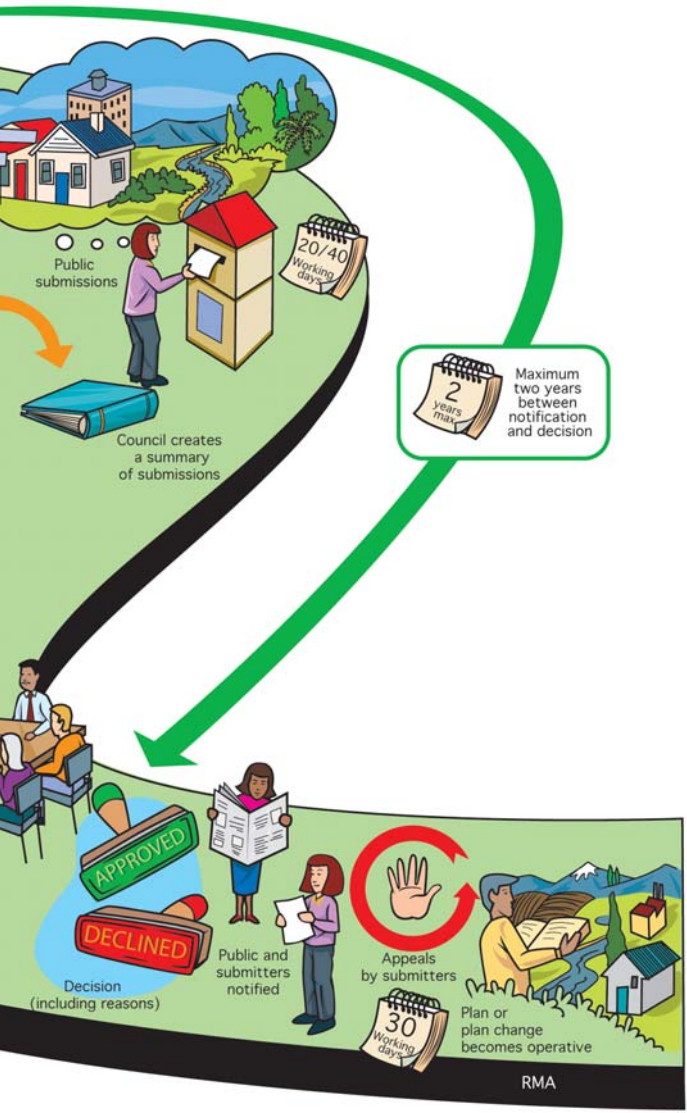 Public
submissions
20/40
Working
days
Council creates
a summary
of submissions
2
years
max
Maximum
two years
between
notification
and decision
APPROVED
DECLINED
Decision
(including reasons)
Public and
submitters
notified
Appeals
by submitters
30
Working
days
Plan or
plan change
becomes operative
RMA